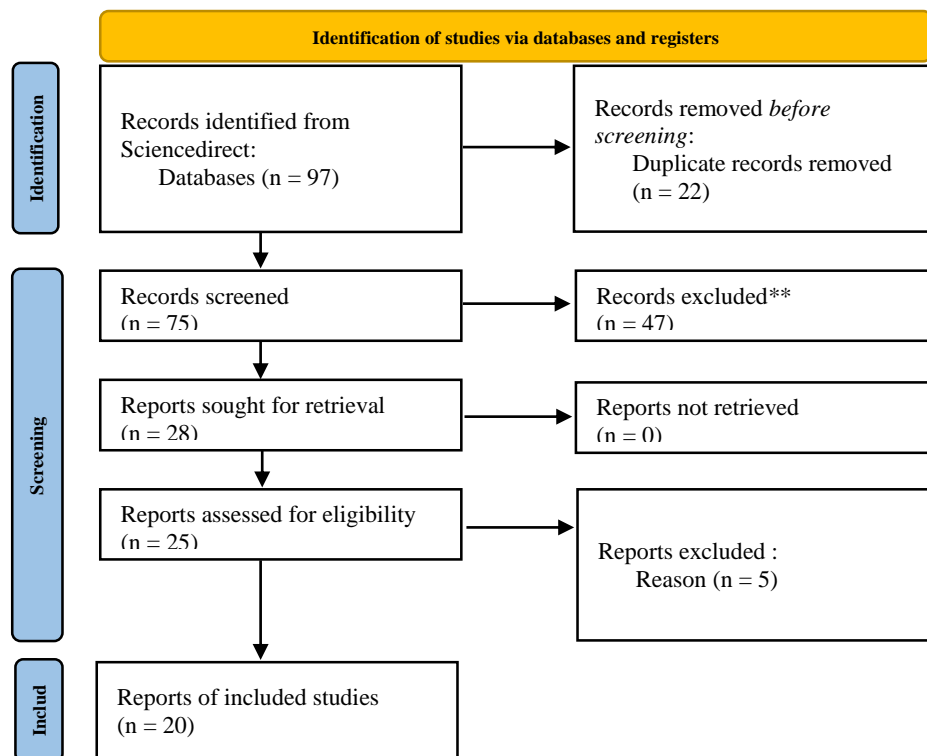 Identification of studies via databases and registers
Identification
Records identified from
Sciencedirect:
Databases (n = 97)
Records removed before
screening:
Duplicate records removed
(n = 22)
Screening
Records screened
(n = 75)
Records excluded**
(n = 47)
Reports sought for retrieval
(n = 28)
Reports not retrieved
(n = 0)
Reports assessed for eligibility
(n = 25)
Reports excluded :
Reason (n = 5)
Includ
Reports of included studies
(n = 20)